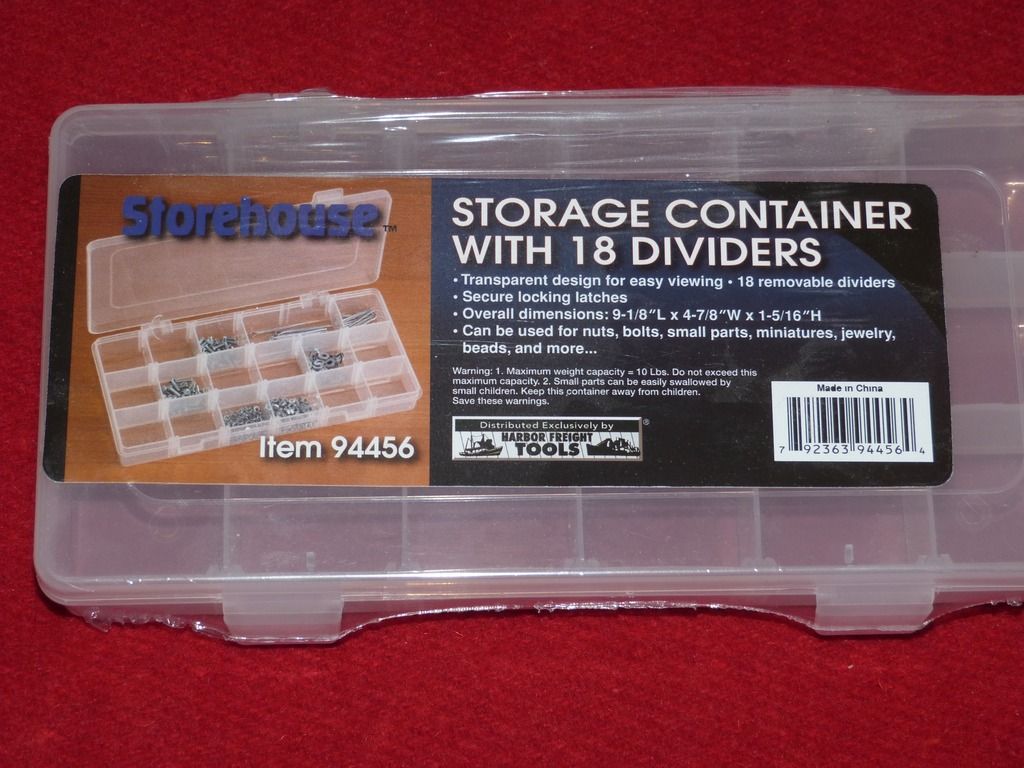 Storehouse™
Item 94456
STORAGE CONTAINER
WITH 18 DIVIDERS
• Transparent design for easy viewing • 18 removable dividers
• Secure locking latches
• Overall dimensions: 9-1/8"L x 4-7/8"W x 1-5/16"H
• Can be used for nuts, bolts, small parts, miniatures, jewelry,
beads, and more...
Warning: 1. Maximum weight capacity = 10 Lbs. Do not exceed this
maximum capacity. 2. Small parts can be easily swallowed by
small children. Keep this container away from children.
Save these warnings.
Distributed Exclusively by
HARBOR FREIGHT
TOOLS®
Made in China
7 92363 94456 4